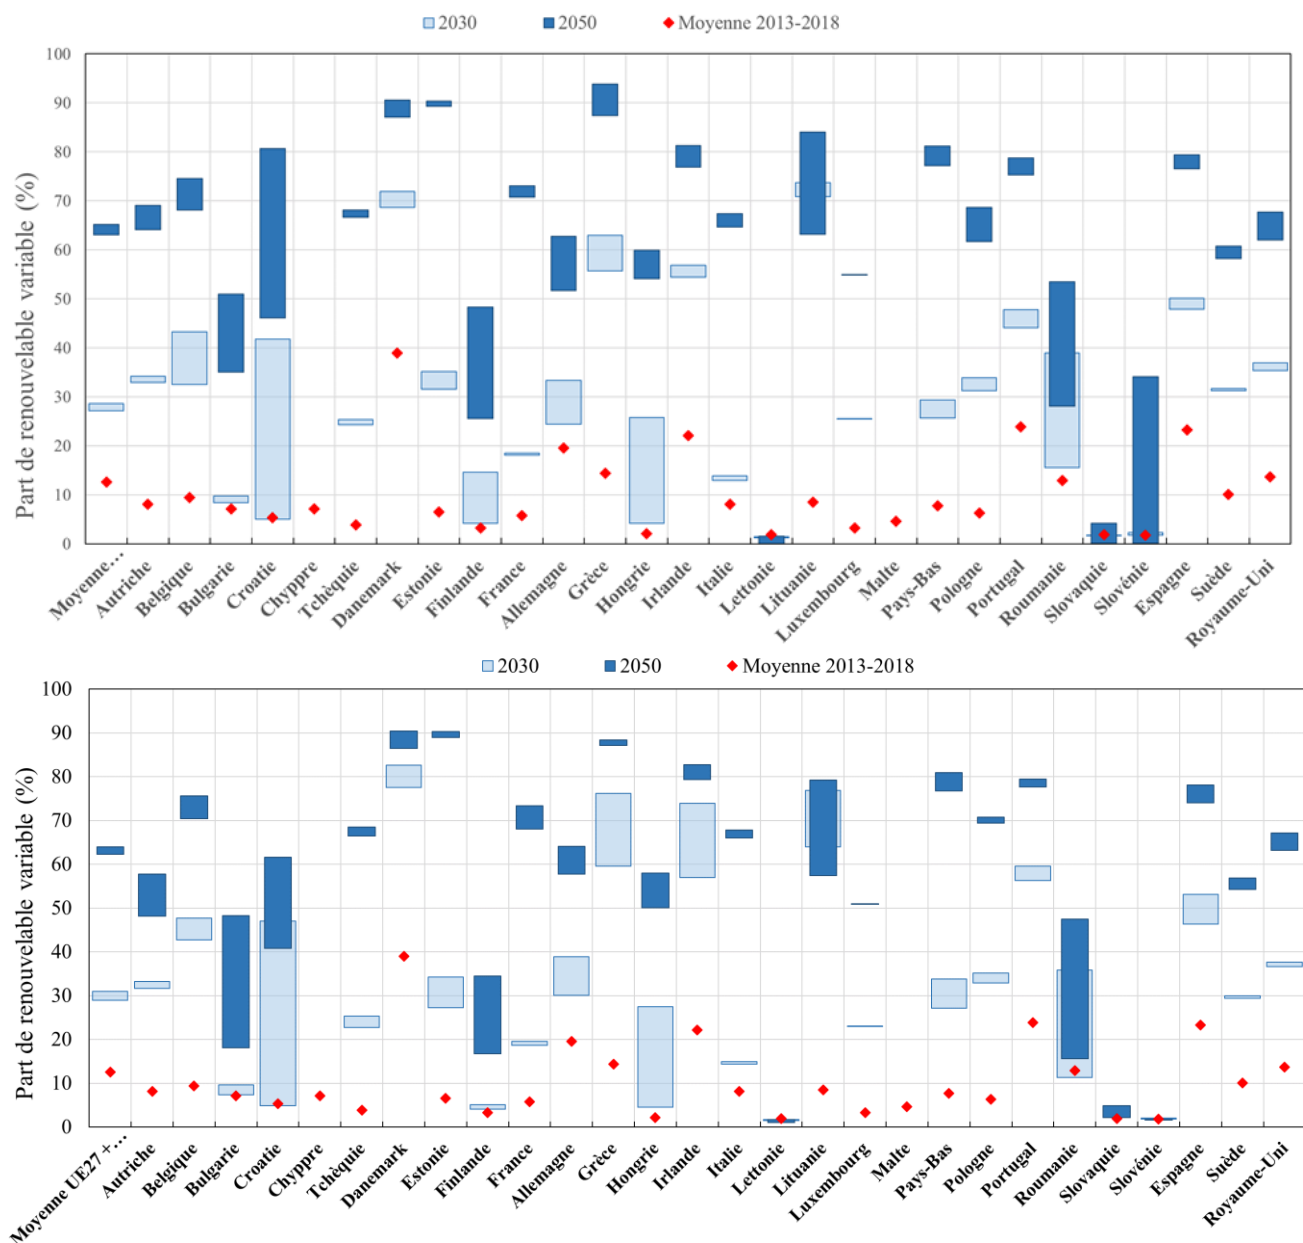 2030 2050 Moyenne 2013-2018
Part de renouvelable variable (%)
100
90
80
70
60
50
40
30
20
10
0
Moyenne...
Autriche
Belgique
Bulgarie
Croatie
Chyppre
Tchèquie
Danemark
Estonie
Finlande
France
Allemagne
Grèce
Hongrie
Irlande
Italie
Lettonie
Lituanie
Luxembourg
Malte
Pays-Bas
Pologne
Portugal
Roumanie
Slovaquie
Slovénie
Espagne
Suède
Royaume-Uni
2030 2050 Moyenne 2013-2018
Part de renouvelable variable (%)
100
90
80
70
60
50
40
30
20
10
0
Moyenne UE27 +...
Autriche
Belgique
Bulgarie
Croatie
Chyppre
Tchèquie
Danemark
Estonie
Finlande
France
Allemagne
Grèce
Hongrie
Irlande
Italie
Lettonie
Lituanie
Luxembourg
Malte
Pays-Bas
Pologne
Portugal
Roumanie
Slovaquie
Slovénie
Espagne
Suède
Royaume-Uni